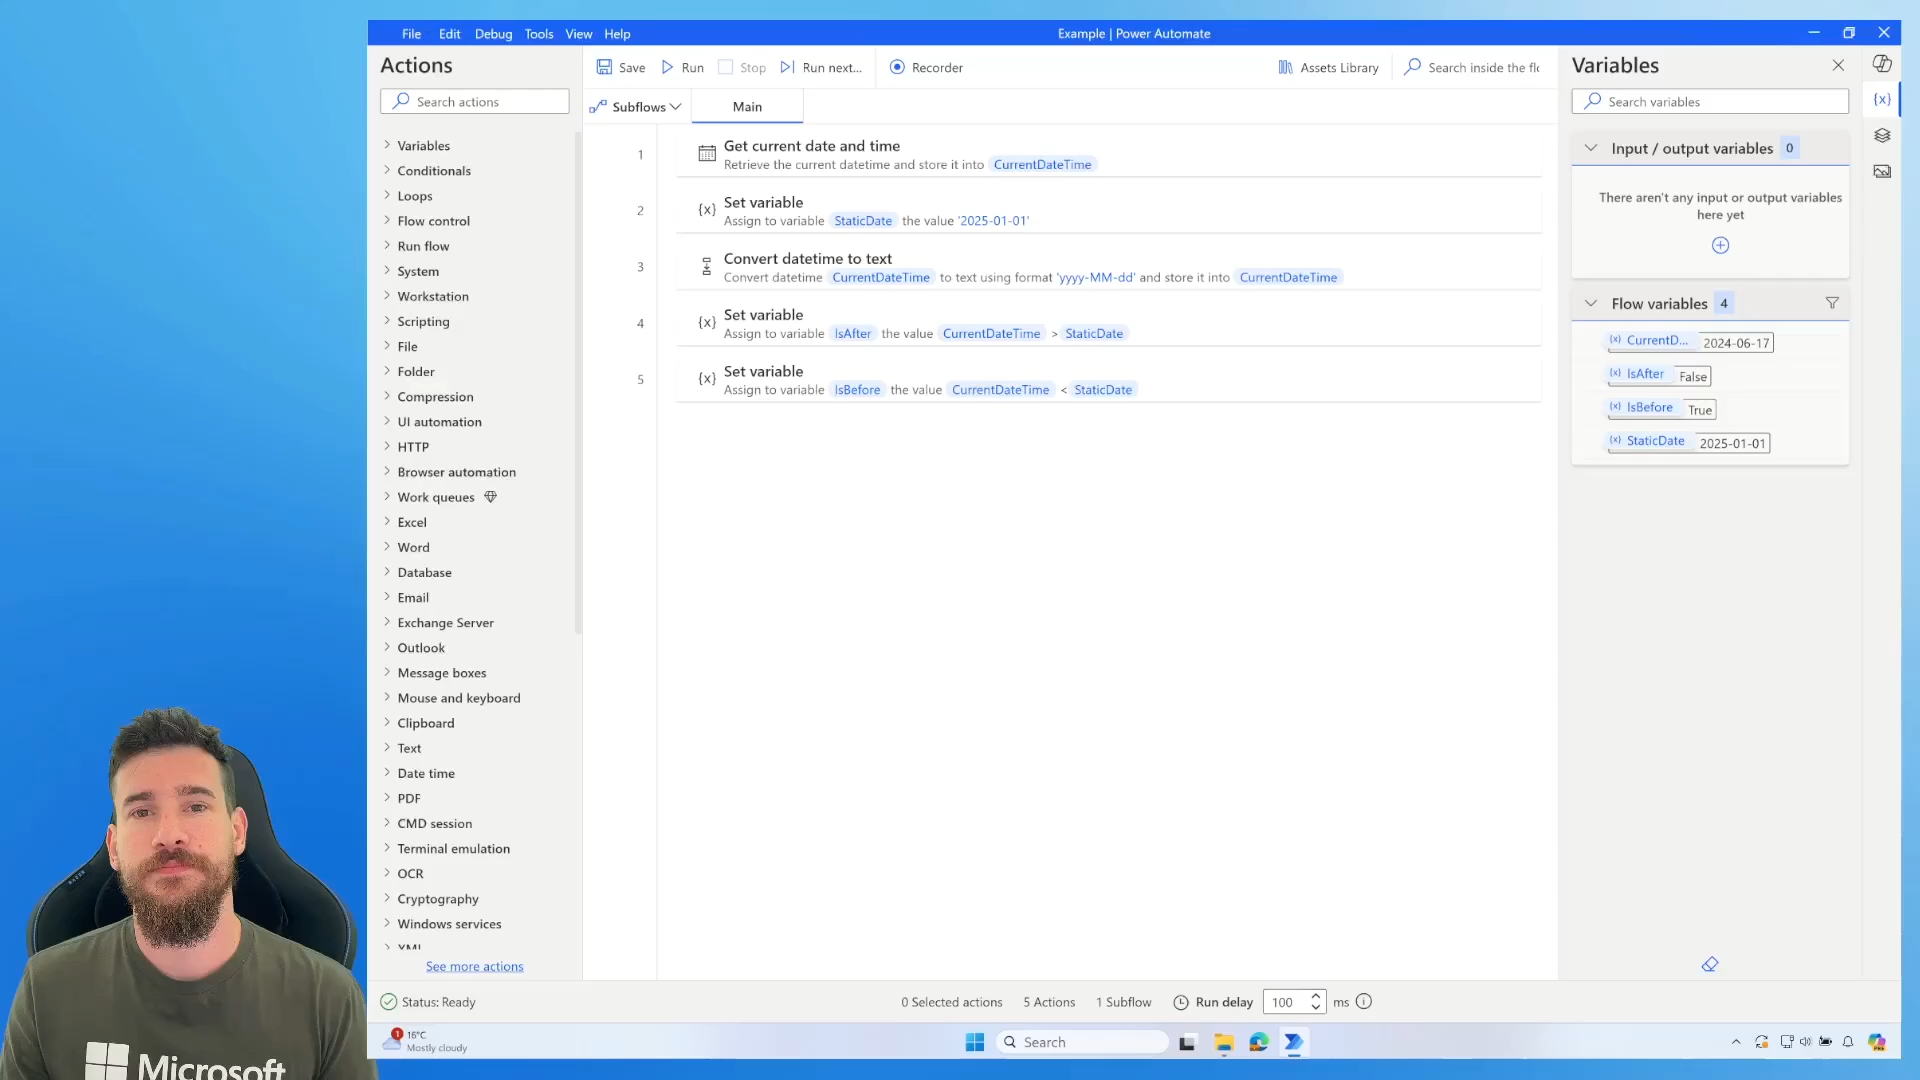 File Edit Debug Tools View Help
Example | Power Automate
Actions
Search actions
Variables
Conditionals
Loops
Flow control
Run flow
System
Workstation
Scripting
File
Folder
Compression
UI automation
HTTP
Browser automation
Work queues
Excel
Word
Database
Email
Exchange Server
Outlook
Message boxes
Mouse and keyboard
Clipboard
Text
Date time
PDF
CMD session
Terminal emulation
OCR
Cryptography
Windows services
XML
See more actions
Save Run Stop Run next... Recorder
Assets Library Search inside the flo
Subflows Main
1 Get current date and time
Retrieve the current datetime and store it into CurrentDateTime
2 Set variable
Assign to variable StaticDate the value '2025-01-01'
3 Convert datetime to text
Convert datetime CurrentDateTime to text using format 'yyyy-MM-dd' and store it into CurrentDateTime
4 Set variable
Assign to variable IsAfter the value CurrentDateTime > StaticDate
5 Set variable
Assign to variable IsBefore the value CurrentDateTime < StaticDate
Variables
{x}
Search variables
Input / output variables 0
There aren't any input or output variables
here yet
Flow variables 4
(x) CurrentD... 2024-06-17
(x) IsAfter False
(x) IsBefore True
(x) StaticDate 2025-01-01
Status: Ready
0 Selected actions 5 Actions 1 Subflow Run delay 100 ms
1
16°C
Mostly cloudy
Search
Microsoft